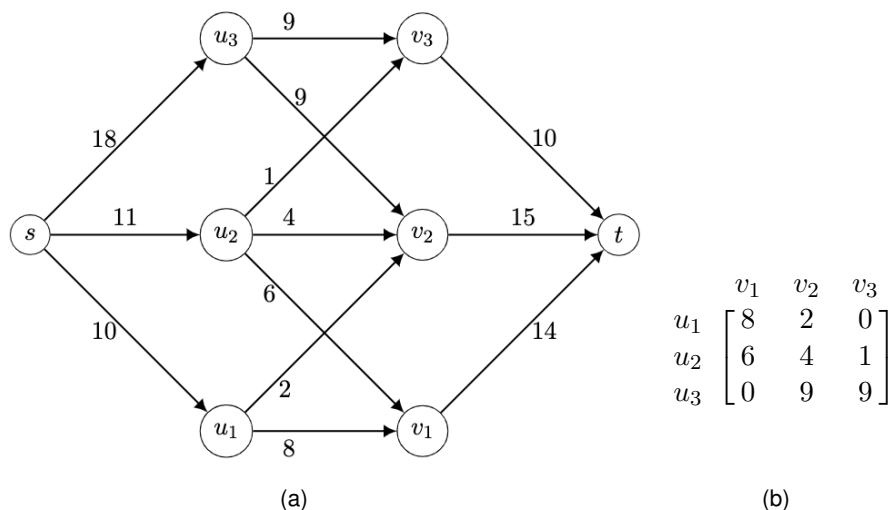 9
u₃ v₃
9
18 10
1
11 4 15
s u₂ v₂ t
6
v₁ v₂ v₃
10 14
u₁ 8 2 0
u₂ 6 4 1
2
u₃ 0 9 9
u₁ v₁
8
(a) (b)